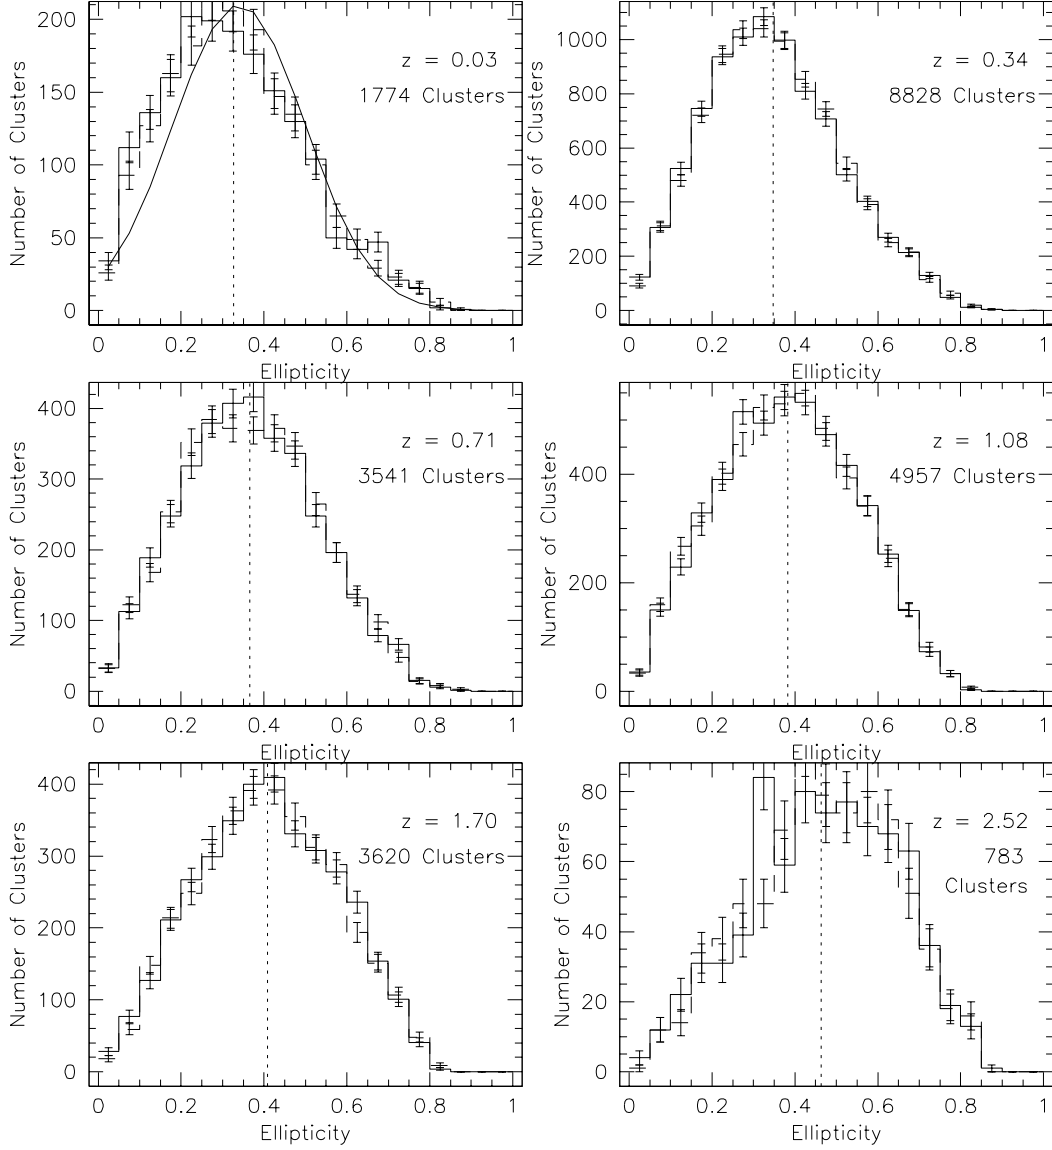 200
150
100
50
0
Number of Clusters
z = 0.03
1774 Clusters
0 0.2 0.4 0.6 0.8 1
Ellipticity
1000
800
600
400
200
0
Number of Clusters
z = 0.34
8828 Clusters
0 0.2 0.4 0.6 0.8 1
Ellipticity
400
300
200
100
0
Number of Clusters
z = 0.71
3541 Clusters
0 0.2 0.4 0.6 0.8 1
Ellipticity
400
200
0
Number of Clusters
z = 1.08
4957 Clusters
0 0.2 0.4 0.6 0.8 1
Ellipticity
400
300
200
100
0
Number of Clusters
z = 1.70
3620 Clusters
0 0.2 0.4 0.6 0.8 1
Ellipticity
80
60
40
20
0
Number of Clusters
z = 2.52
783
Clusters
0 0.2 0.4 0.6 0.8 1
Ellipticity